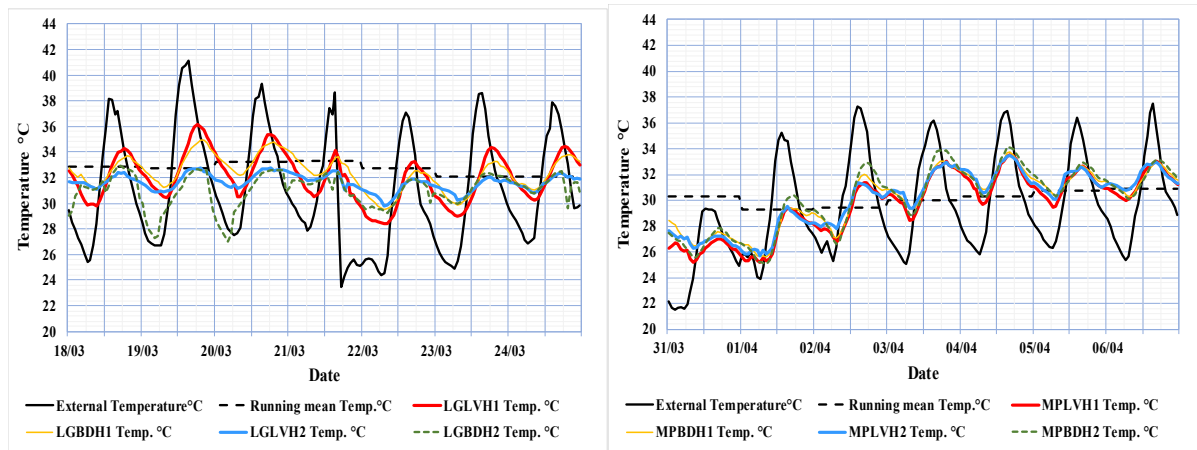 44
42
40
38
36
34
32
30
28
26
24
22
20
Temperature °C
18/03 19/03 20/03 21/03 22/03 23/03 24/03
Date
External Temperature°C Running mean Temp.°C LGLVH1 Temp. °C
LGBDH1 Temp. °C LGLVH2 Temp. °C LGBDH2 Temp. °C
44
42
40
38
36
34
32
30
28
26
24
22
20
Temperature °C
31/03 01/04 02/04 03/04 04/04 05/04 06/04
Date
External Temperature°C Running mean Temp.°C MPLVH1 Temp. °C
MPBDH1 Temp. °C MPLVH2 Temp. °C MPBDH2 Temp. °C